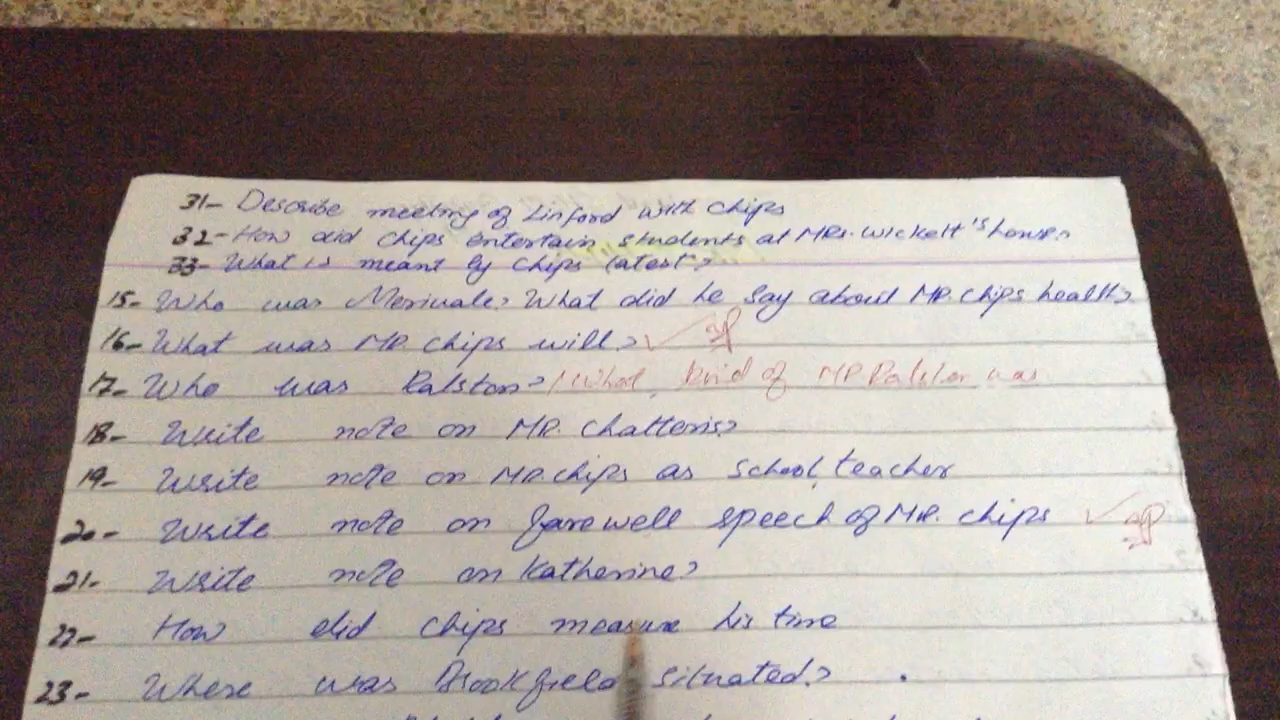 31- Describe meeting of Linford with chips
32- How did chips entertain students at MRs. Wickett's house?
33- What is meant by chips latest?
15- Who was Merivale? What did he say about MR. chips health?
16- What was MR. chips will?
17- Who was Ralston? / What kind of MR Ralston was
18- Write note on MR. Chatteris?
19- Write note on MR. chips as school teacher
20- Write note on farewell speech of MR. chips
21- Write note on Katherine?
22- How did chips measure his time
23- Where was Brookfield situated?